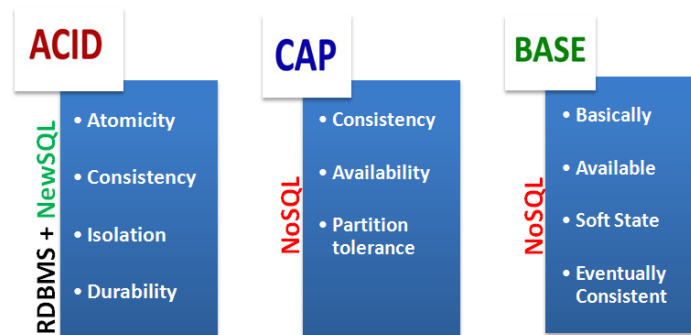 ACID
RDBMS + NewSQL
• Atomicity
• Consistency
• Isolation
• Durability
CAP
NoSQL
• Consistency
• Availability
• Partition
tolerance
BASE
NoSQL
• Basically
• Available
• Soft State
• Eventually
Consistent